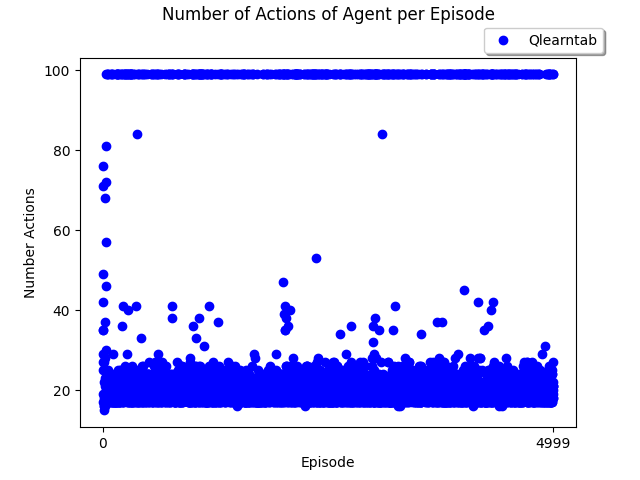 Number of Actions of Agent per Episode
Qlearntab
100
80
60
40
20
Number Actions
0 4999
Episode